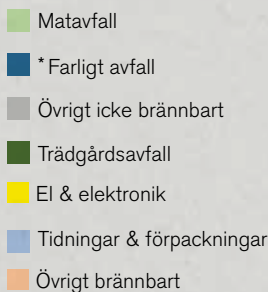 Matavfall
* Farligt avfall
Övrigt icke brännbart
Trädgårdsavfall
El & elektronik
Tidningar & förpackningar
Övrigt brännbart